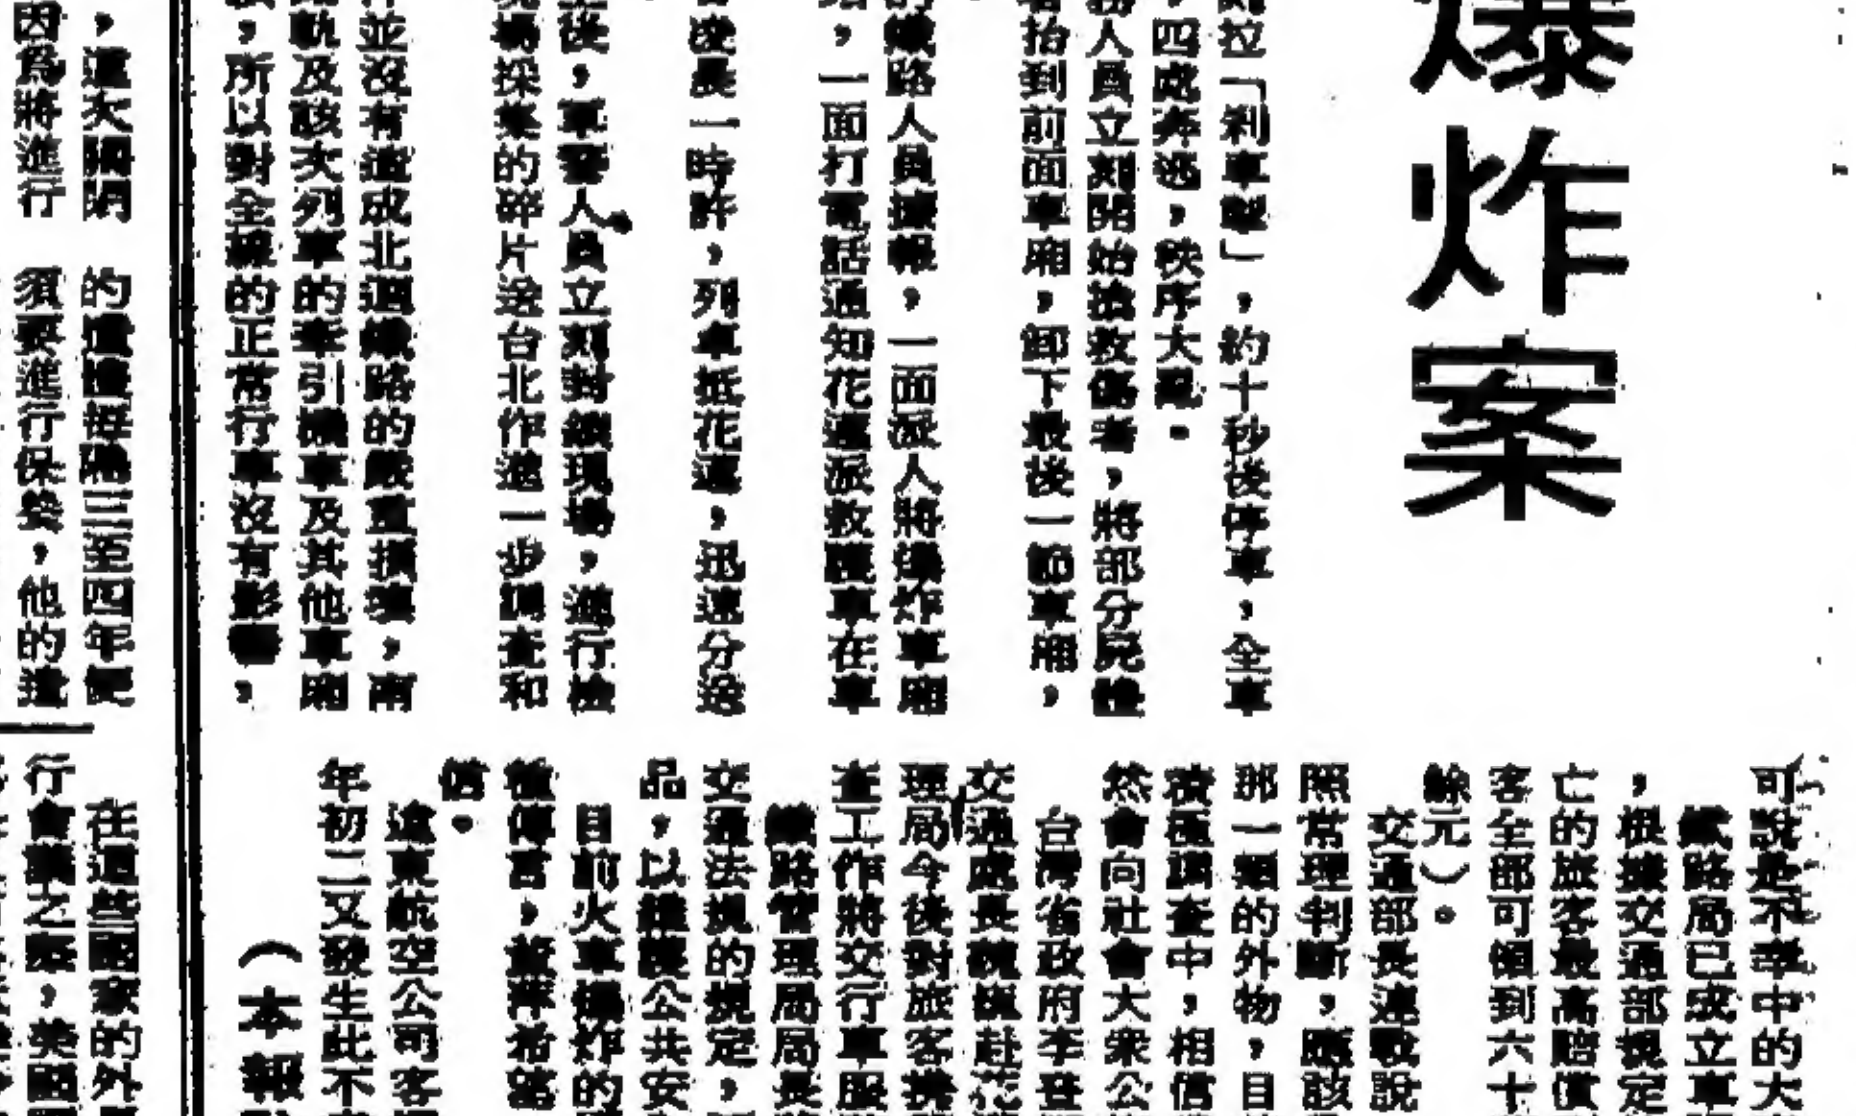 爆炸案
拉「刹車掣」，約十秒後停車，全車
，四處奔逃，秩序大亂。
務人員立刻開始搶救傷者，將部分屍體
抬到前面車廂，卸下最後一節車廂，
的鐵路人員據報，一面派人將爆炸車廂
，一面打電話通知花蓮派救護車在車
凌晨一時許，列車抵花蓮，迅速分送
後，軍警人員立刻封鎖現場，進行檢
現場採集的碎片送台北作進一步調查和
並沒有造成北迴鐵路的嚴重損壞，南
路軌及該次列車的牽引機車及其他車廂
，所以對全線的正常行車沒有影響，
可說是不幸中的大
鐵路局已成立車
，根據交通部規定
亡的旅客最高賠償
客全部可領到六十
餘元）。
交通部長連戰說
照常理判斷，應該
那一類的外物，目
積極調查中，相信
然會向社會大衆公
台灣省政府李登
交通處長魏巍赴花
理局今後對旅客携
查工作將交行車服
鐵路管理局局長
交通法規的規定，
品，以維護公共安
目前火車爆炸的
種傳言，董萍希望
信。
遠東航空公司客
年初二又發生此不
（本報
，這次關閉
因爲將進行
的慣機每隔三至四年便
須要進行保養，他的這
在這些國家的外
行會議之際，美